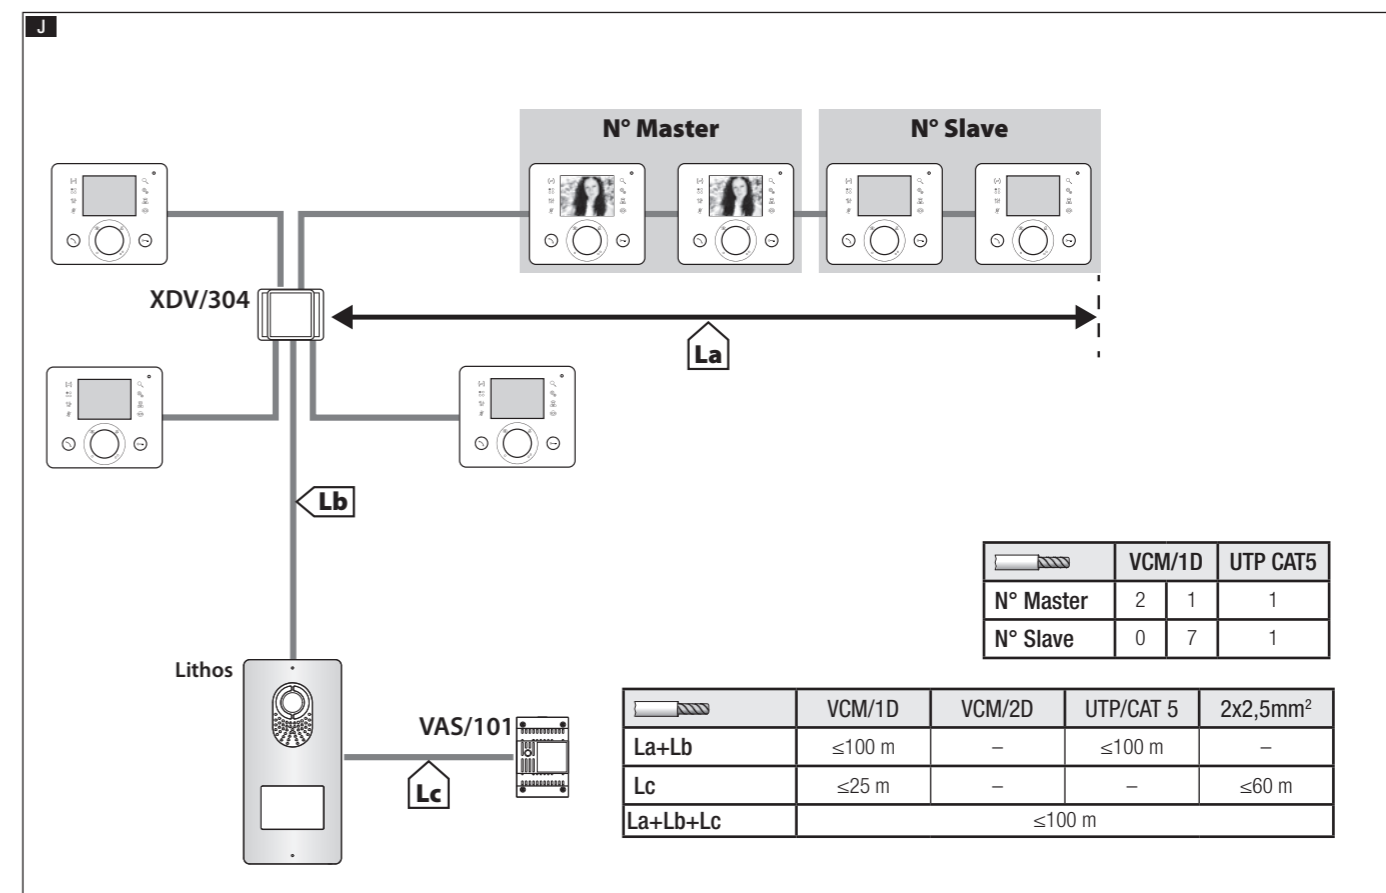 J
N° Master
N° Slave
XDV/304
La
Lb
Lithos
VAS/101
Lc
VCM/1D UTP CAT5
N° Master 2 1 1
N° Slave 0 7 1
VCM/1D VCM/2D UTP/CAT 5 2x2,5mm²
La+Lb ≤100 m – ≤100 m –
Lc ≤25 m – – ≤60 m
La+Lb+Lc ≤100 m